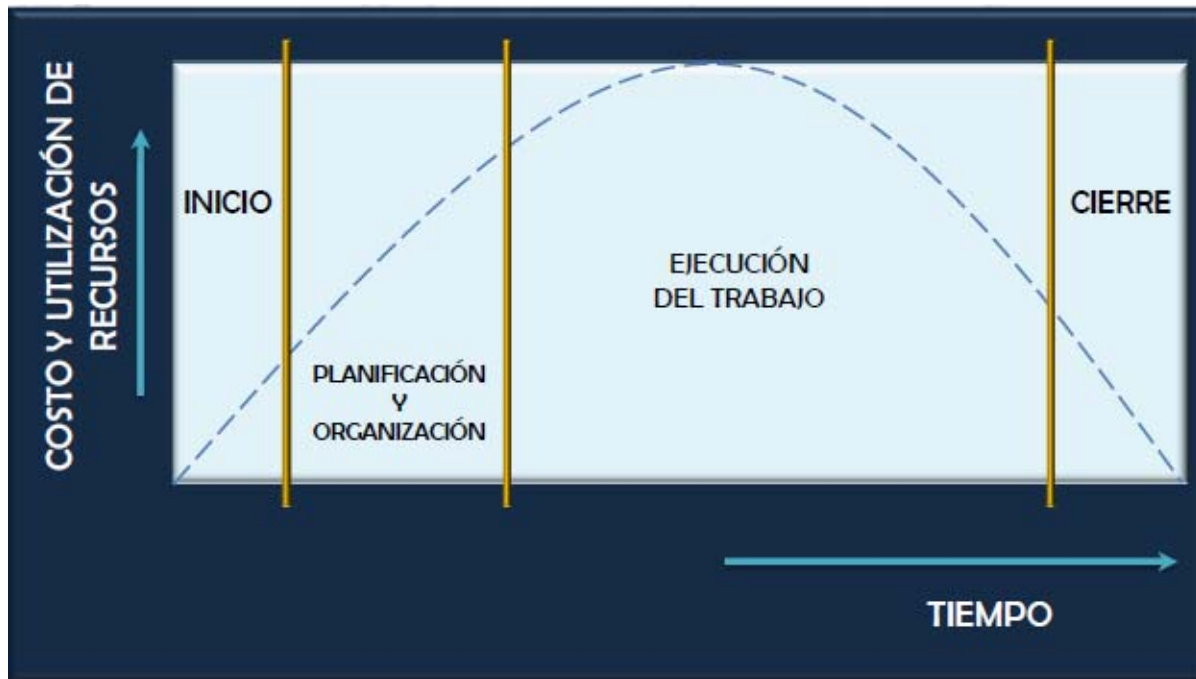 COSTO Y UTILIZACIÓN DE
RECURSOS
INICIO
PLANIFICACIÓN
Y
ORGANIZACIÓN
EJECUCIÓN
DEL TRABAJO
CIERRE
TIEMPO